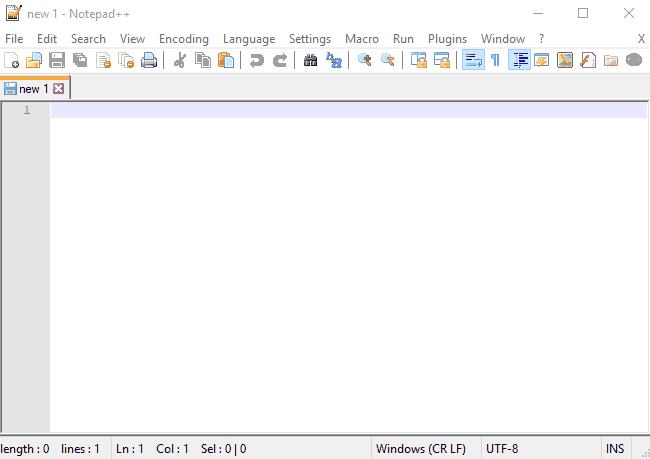 new 1 - Notepad++
File Edit Search View Encoding Language Settings Macro Run Plugins Window ? X
new 1
1
length : 0 lines : 1 Ln : 1 Col : 1 Sel : 0 | 0 Windows (CR LF) UTF-8 INS